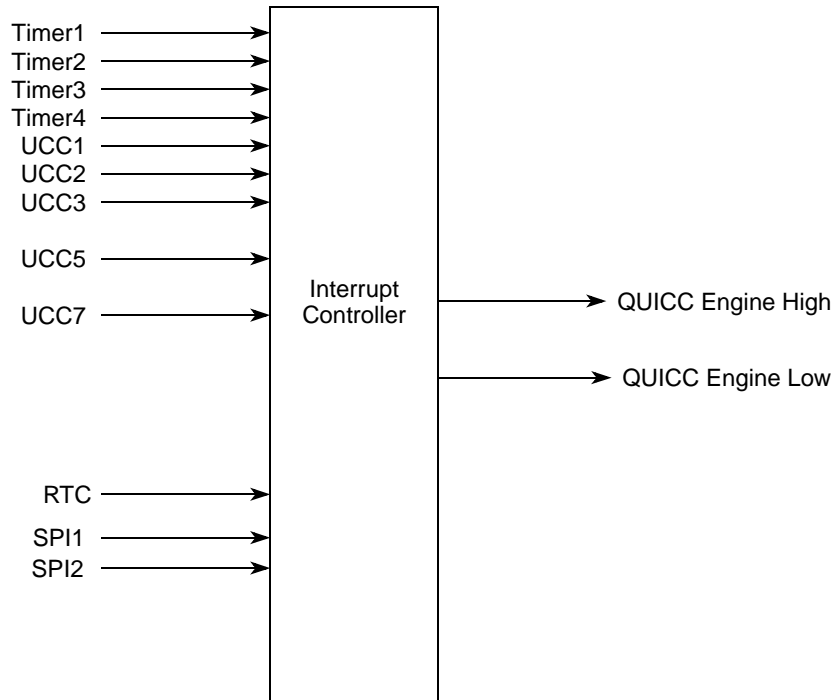 Timer1
Timer2
Timer3
Timer4
UCC1
UCC2
UCC3
UCC5
UCC7
RTC
SPI1
SPI2
Interrupt
Controller
QUICC Engine High
QUICC Engine Low